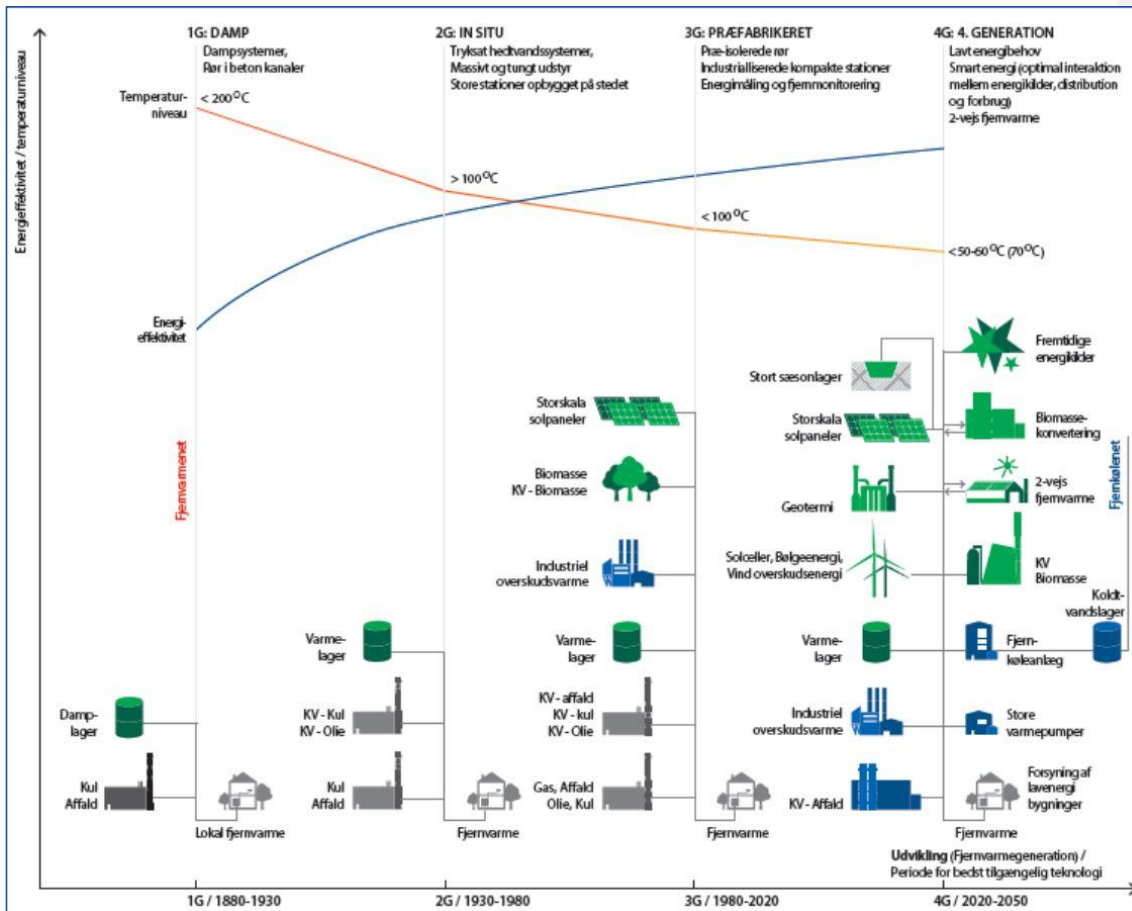 1G: DAMP
Dampsystemer,
Rør i beton kanaler
2G: IN SITU
Tryksat hedtvandssystemer,
Massivt og tungt udstyr
Store stationer opbygget på stedet
3G: PRÆFABRIKERET
Præ-isolerede rør
Industrialliserede kompakte stationer
Energimåling og fjernmonitorering
4G: 4. GENERATION
Lavt energibehov
Smart energi (optimal interaktion
mellem energikilder, distribution
og forbrug)
2-vejs fjernvarme
Energieffektivitet / temperaturniveau
Temperatur-
niveau
< 200 °C
> 100 °C
< 100 °C
< 50-60 °C (70 °C)
Energi-
effektivitet
Fjernvarmenet
Damp-
lager
Kul
Affald
Lokal fjernvarme
Varme-
lager
KV - Kul
KV - Olie
Kul
Affald
Fjernvarme
Storskala
solpaneler
Biomasse
KV - Biomasse
Industriel
overskudsvarme
Varme-
lager
KV - affald
KV - kul
KV - Olie
Gas, Affald
Olie, Kul
Fjernvarme
Stort sæsonlager
Storskala
solpaneler
Geotermi
Solceller, Bølgeenergi,
Vind overskudsenergi
Varme-
lager
Industriel
overskudsvarme
KV - Affald
Fremtidige
energikilder
Biomasse-
konvertering
2-vejs
fjernvarme
KV
Biomasse
Fjern-
køleanlæg
Store
varmepumper
Forsyning af
lavenergi
bygninger
Fjernvarme
Fjernkølenet
Koldt-
vandslager
Udvikling (Fjernvarmegeneration) /
Periode for bedst tilgængelig teknologi
1G / 1880-1930
2G / 1930-1980
3G / 1980-2020
4G / 2020-2050